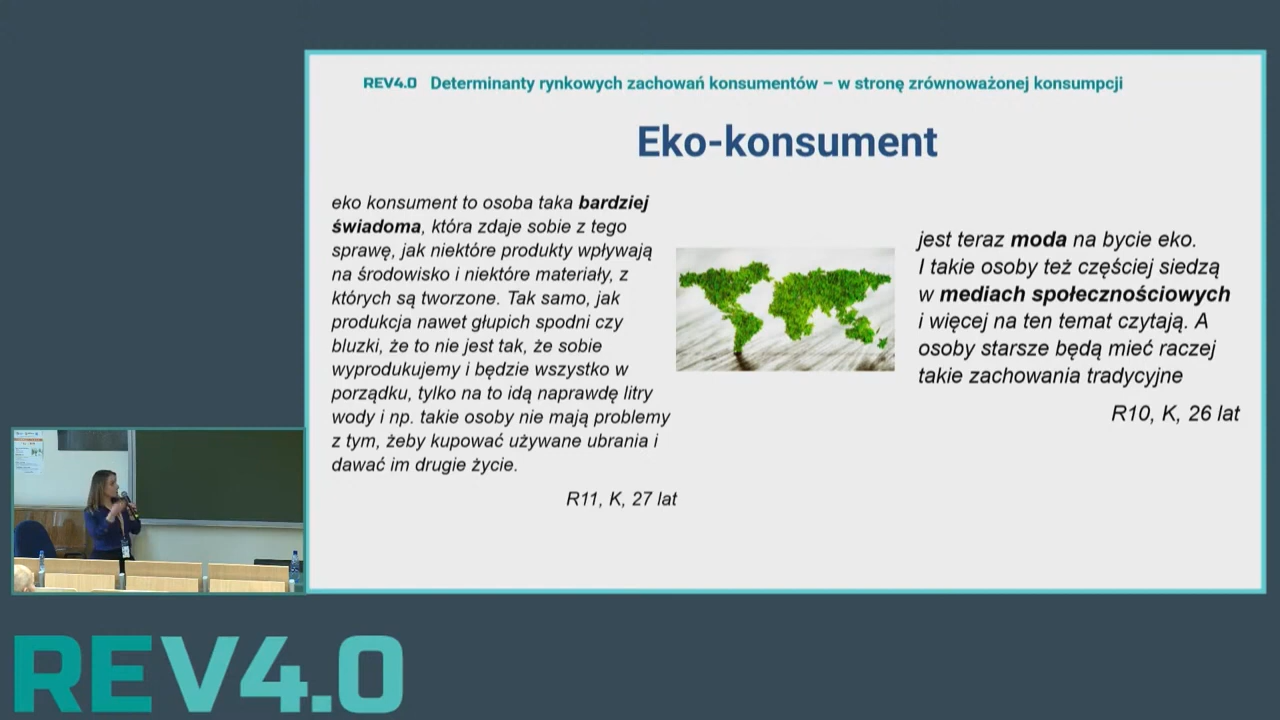 REV4.0 Determinanty rynkowych zachowań konsumentów – w stronę zrównoważonej konsumpcji
Eko-konsument
eko konsument to osoba taka bardziej
świadoma, która zdaje sobie z tego
sprawę, jak niektóre produkty wpływają
na środowisko i niektóre materiały, z
których są tworzone. Tak samo, jak
produkcja nawet głupich spodni czy
bluzki, że to nie jest tak, że sobie
wyprodukujemy i będzie wszystko w
porządku, tylko na to idą naprawdę litry
wody i np. takie osoby nie mają problemy
z tym, żeby kupować używane ubrania i
dawać im drugie życie.
R11, K, 27 lat
jest teraz moda na bycie eko.
I takie osoby też częściej siedzą
w mediach społecznościowych
i więcej na ten temat czytają. A
osoby starsze będą mieć raczej
takie zachowania tradycyjne
R10, K, 26 lat
REV4.0